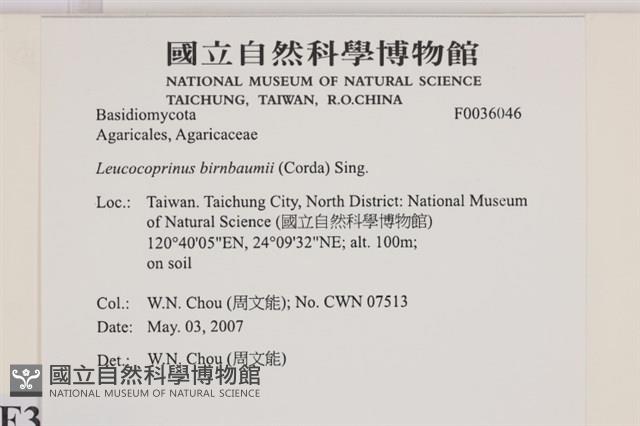 國立自然科學博物館
NATIONAL MUSEUM OF NATURAL SCIENCE
TAICHUNG, TAIWAN, R.O.CHINA
Basidiomycota F0036046
Agaricales, Agaricaceae
Leucocoprinus birnbaumii (Corda) Sing.
Loc.: Taiwan. Taichung City, North District: National Museum
of Natural Science (國立自然科學博物館)
120°40'05"EN, 24°09'32"NE; alt. 100m;
on soil
Col.: W.N. Chou (周文能); No. CWN 07513
Date: May. 03, 2007
Det.: W.N. Chou (周文能)
國立自然科學博物館
NATIONAL MUSEUM OF NATURAL SCIENCE
F3